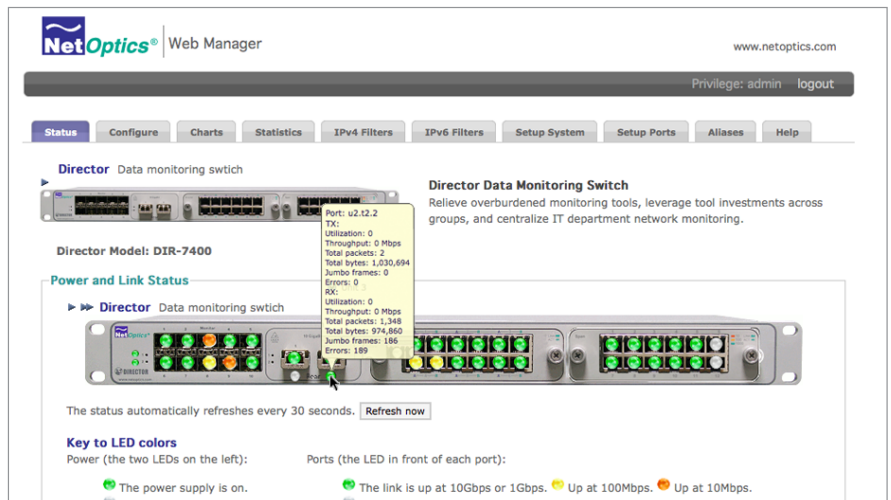 NetOptics® Web Manager
www.netoptics.com
Privilege: admin logout
Status Configure Charts Statistics IPv4 Filters IPv6 Filters Setup System Setup Ports Aliases Help
Director Data monitoring swtich
Director Data Monitoring Switch
Relieve overburdened monitoring tools, leverage tool investments across
groups, and centralize IT department network monitoring.
Port: u2.t2.2
TX:
Utilization: 0
Throughput: 0 Mbps
Total packets: 2
Total bytes: 1,030,694
Jumbo frames: 0
Errors: 0
RX:
Utilization: 0
Throughput: 0 Mbps
Total packets: 1,348
Total bytes: 974,860
Jumbo frames: 186
Errors: 189
Director Model: DIR-7400
Power and Link Status
Director Data monitoring swtich
NetOptics
DIRECTOR
The status automatically refreshes every 30 seconds. Refresh now
Key to LED colors
Power (the two LEDs on the left): Ports (the LED in front of each port):
The power supply is on. The link is up at 10Gbps or 1Gbps. Up at 100Mbps. Up at 10Mbps.